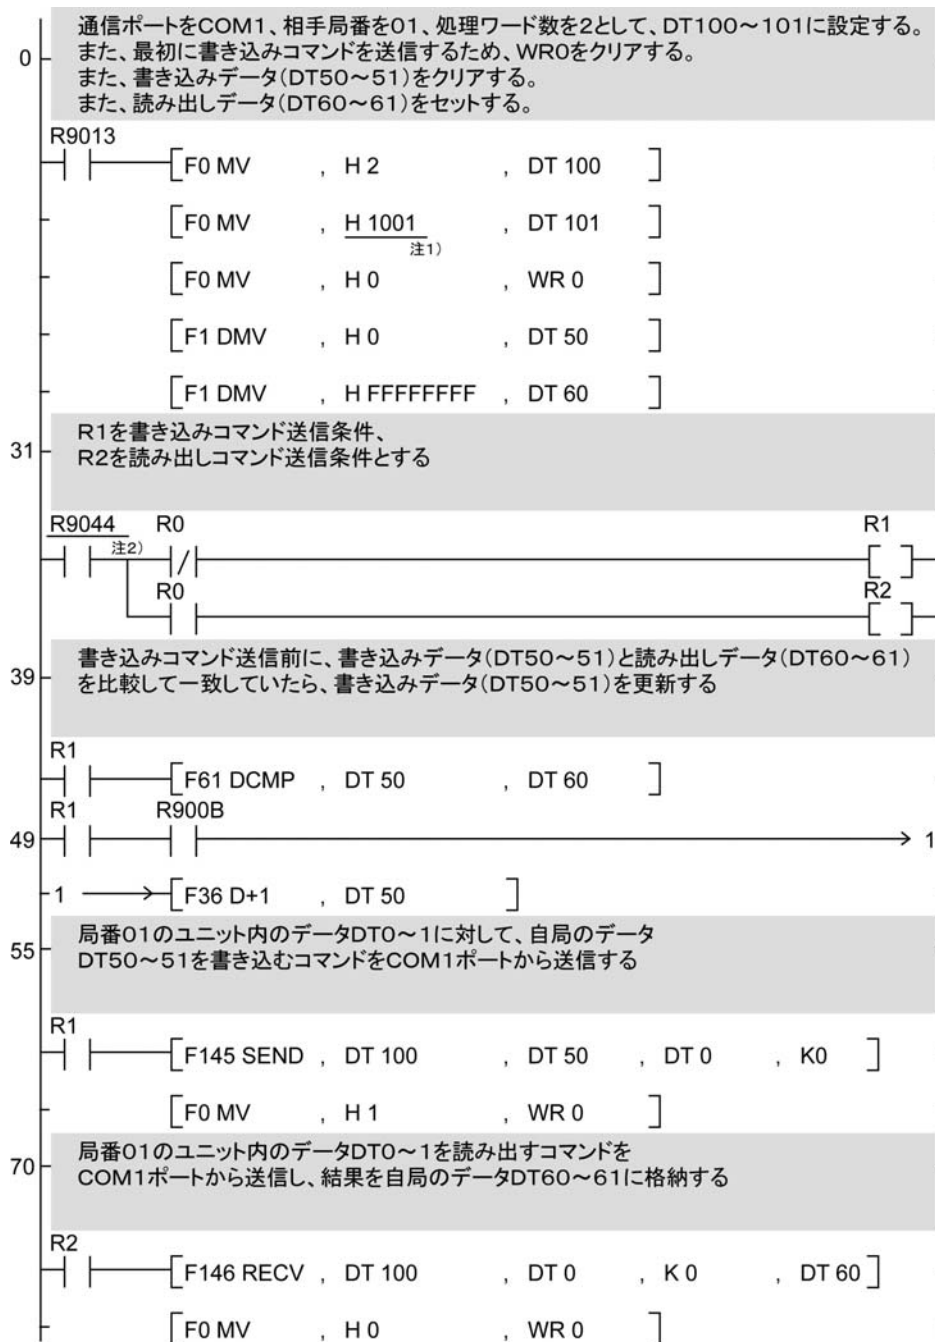 通信ポートをCOM1、相手局番を01、処理ワード数を2として、DT100～101に設定する。
0 また、最初に書き込みコマンドを送信するため、WR0をクリアする。
また、書き込みデータ(DT50～51)をクリアする。
また、読み出しデータ(DT60～61)をセットする。
R9013
F0 MV , H 2 , DT 100
F0 MV , H 1001 , DT 101
注1)
F0 MV , H 0 , WR 0
F1 DMV , H 0 , DT 50
F1 DMV , H FFFFFFFF , DT 60
R1を書き込みコマンド送信条件、
31 R2を読み出しコマンド送信条件とする
R9044 R0 R1
注2)
R0 R2
書き込みコマンド送信前に、書き込みデータ(DT50～51)と読み出しデータ(DT60～61)
39 を比較して一致していたら、書き込みデータ(DT50～51)を更新する
R1
F61 DCMP , DT 50 , DT 60
R1 R900B
49 1
1 F36 D+1 , DT 50
局番01のユニット内のデータDT0～1に対して、自局のデータ
55 DT50～51を書き込むコマンドをCOM1ポートから送信する
R1
F145 SEND , DT 100 , DT 50 , DT 0 , K0
F0 MV , H 1 , WR 0
局番01のユニット内のデータDT0～1を読み出すコマンドを
70 COM1ポートから送信し、結果を自局のデータDT60～61に格納する
R2
F146 RECV , DT 100 , DT 0 , K 0 , DT 60
F0 MV , H 0 , WR 0